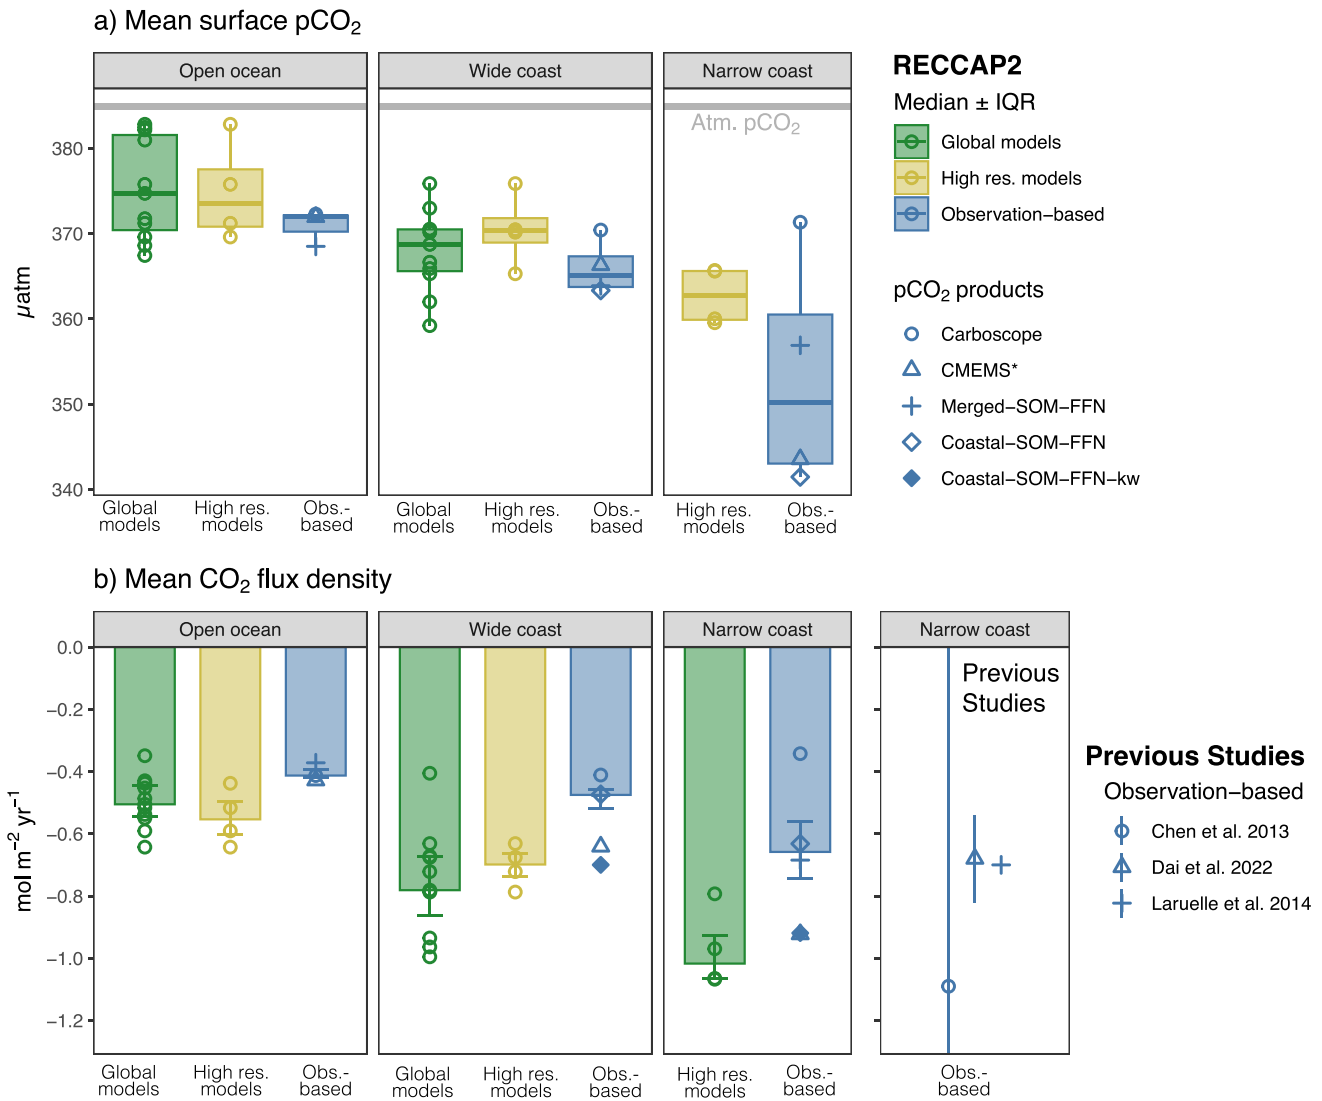 a) Mean surface pCO₂
Open ocean
Wide coast
Narrow coast
Atm. pCO₂
380
370
360
350
340
µatm
Global models
High res. models
Obs.- based
Global models
High res. models
Obs.- based
High res. models
Obs.- based
RECCAP2
Median ± IQR
Global models
High res. models
Observation−based
pCO₂ products
Carboscope
CMEMS*
Merged−SOM−FFN
Coastal−SOM−FFN
Coastal−SOM−FFN−kw
b) Mean CO₂ flux density
Open ocean
Wide coast
Narrow coast
Narrow coast
Previous
Studies
0.0
−0.2
−0.4
−0.6
−0.8
−1.0
−1.2
mol m⁻² yr⁻¹
Global models
High res. models
Obs.- based
Global models
High res. models
Obs.- based
High res. models
Obs.- based
Obs.- based
Previous Studies
Observation−based
Chen et al. 2013
Dai et al. 2022
Laruelle et al. 2014